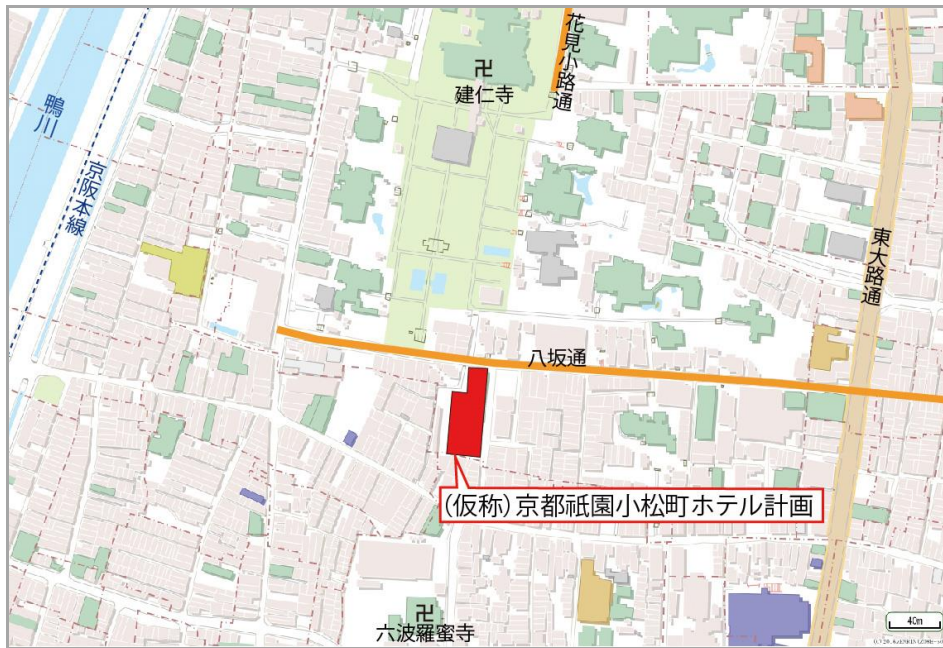 花見小路通
卍
建仁寺
鴨川
京阪本線
東大路通
八坂通
(仮称)京都祇園小松町ホテル計画
卍
六波羅蜜寺
40m